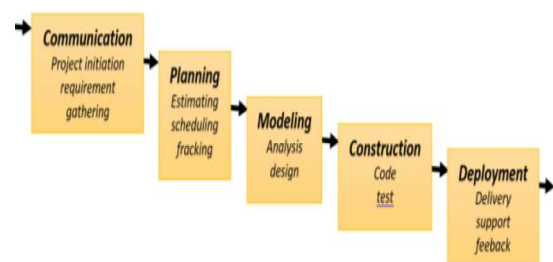 Communication
Project initiation
requirement
gathering
Planning
Estimating
scheduling
fracking
Modeling
Analysis
design
Construction
Code
test
Deployment
Delivery
support
feeback